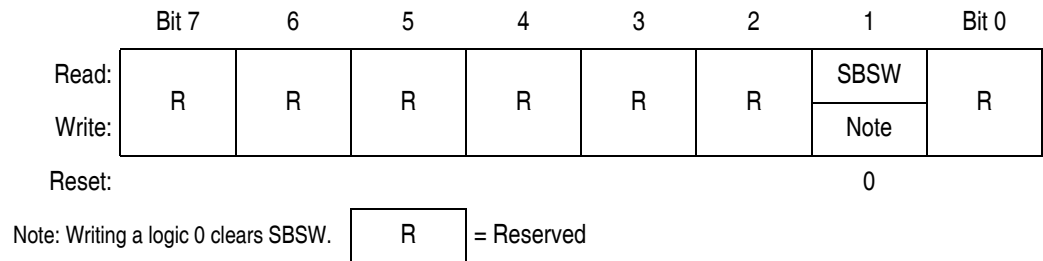 Bit 7 6 5 4 3 2 1 Bit 0
Read: R R R R R R SBSW R
Write: Note
Reset: 0
Note: Writing a logic 0 clears SBSW. R = Reserved